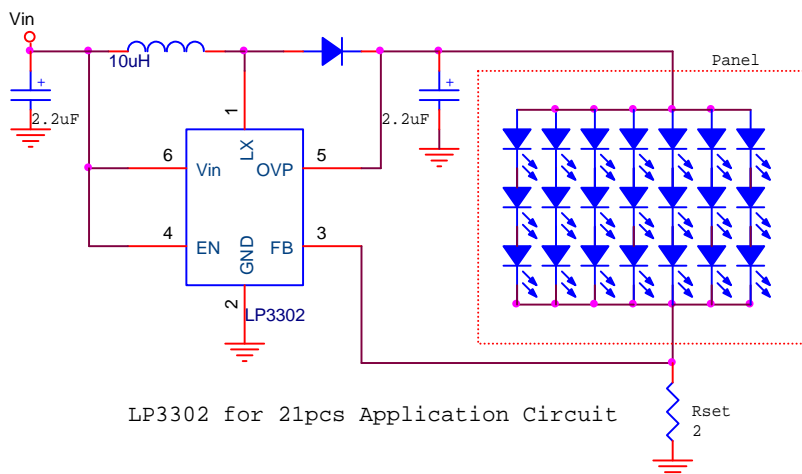 Vin
10uH
Panel
2.2uF
2.2uF
1
LX
6
Vin
OVP
5
4
EN
GND
FB
3
2
LP3302
LP3302 for 21pcs Application Circuit
Rset
2